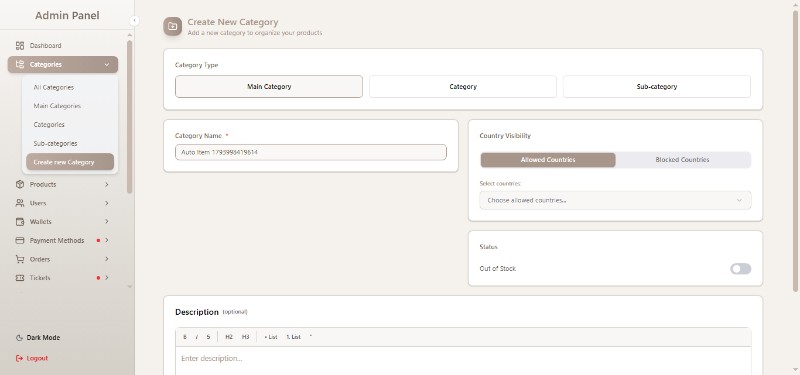 Admin Panel
Dashboard
Categories
All Categories
Main Categories
Categories
Sub-categories
Create new Category
Products
Users
Wallets
Payment Methods
Orders
Tickets
Dark Mode
Logout
Create New Category
Add a new category to organize your products
Category Type
Main Category
Category
Sub-category
Category Name *
Auto Item 1793998419614
Country Visibility
Allowed Countries
Blocked Countries
Select countries:
Choose allowed countries...
Status
Out of Stock
Description (optional)
B I S H2 H3 • List 1. List "
Enter description...